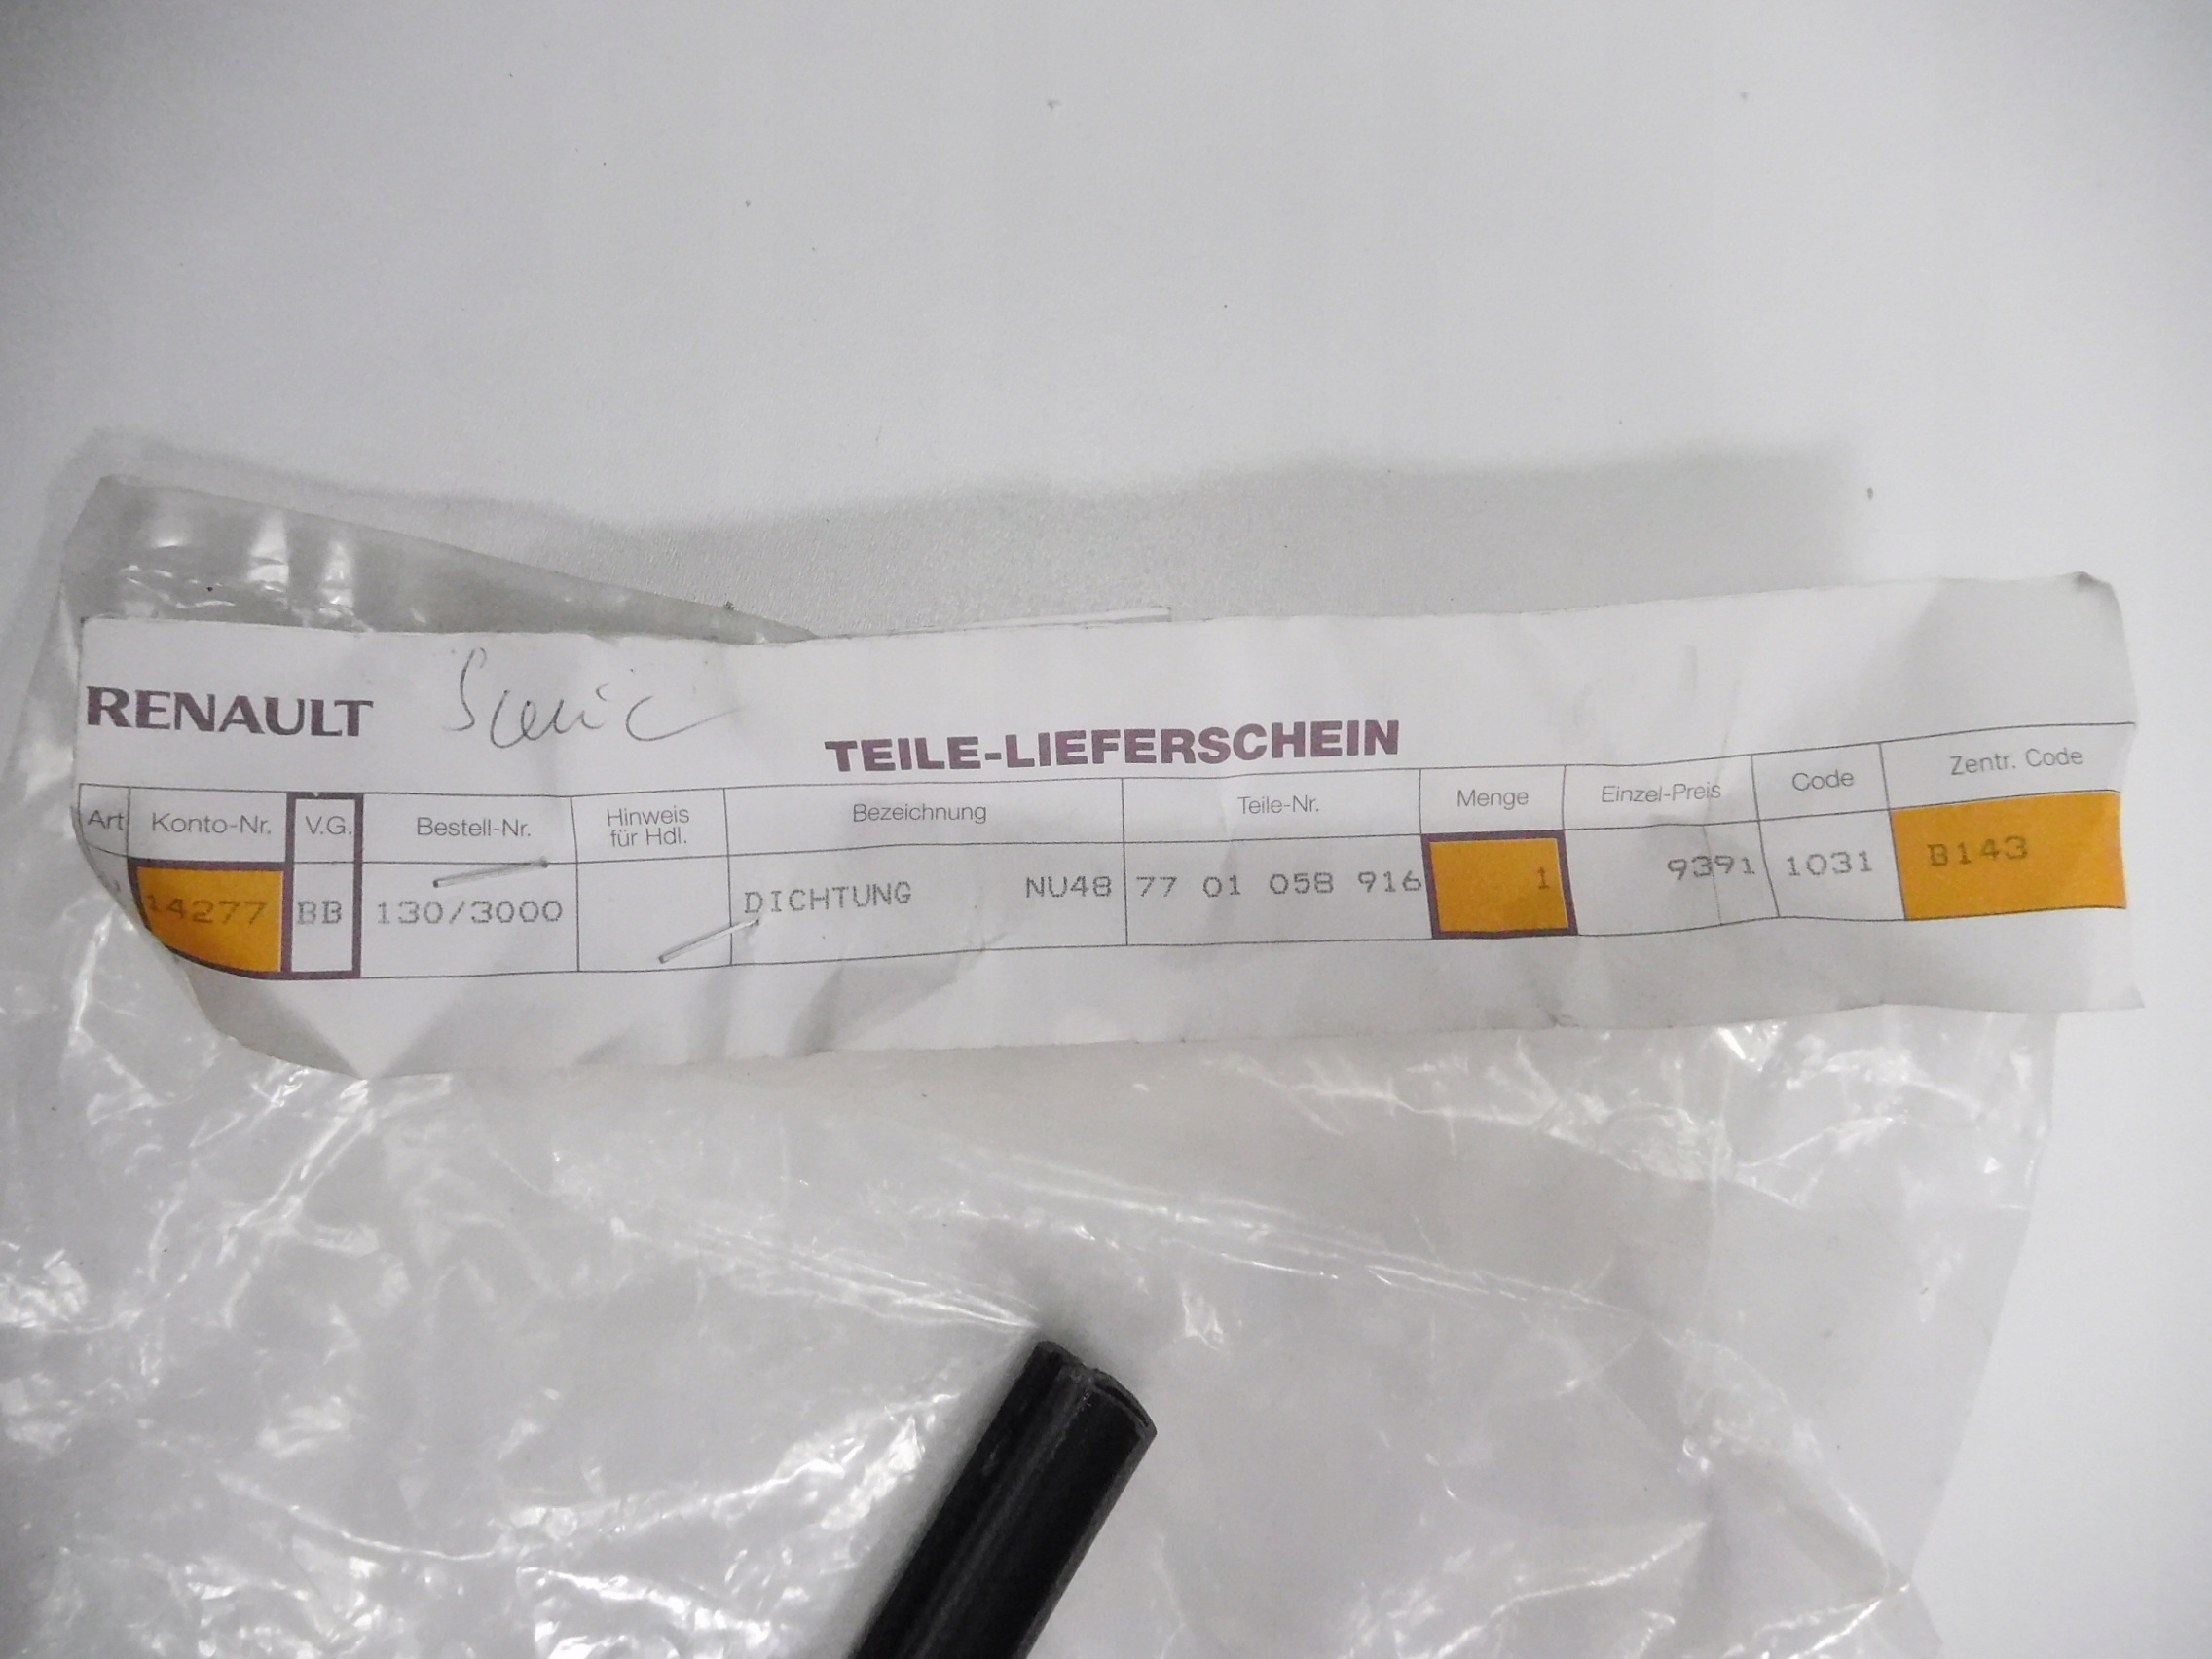 RENAULT Scenic
TEILE-LIEFERSCHEIN
Art Konto-Nr. V.G. Bestell-Nr. Hinweis für Hdl. Bezeichnung Teile-Nr. Menge Einzel-Preis Code Zentr. Code
14277 BB 130/3000 DICHTUNG NU48 77 01 058 916 1 9391 1031 B143